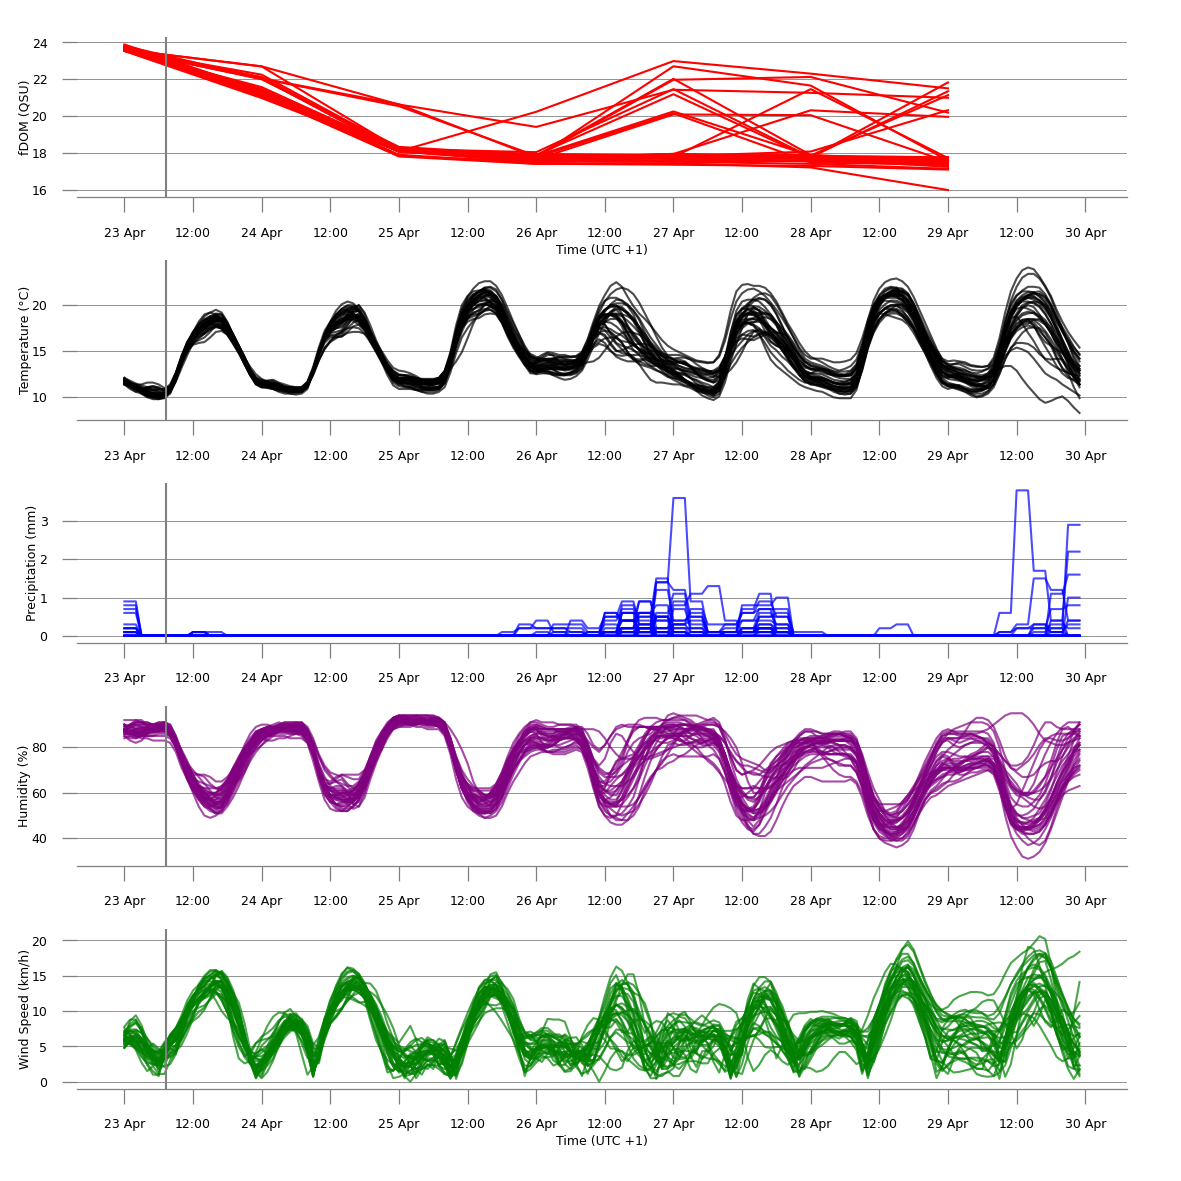 fDOM (QSU)
24
22
20
18
16
23 Apr 12:00 24 Apr 12:00 25 Apr 12:00 26 Apr 12:00 27 Apr 12:00 28 Apr 12:00 29 Apr 12:00 30 Apr
Time (UTC +1)
Temperature (°C)
20
15
10
23 Apr 12:00 24 Apr 12:00 25 Apr 12:00 26 Apr 12:00 27 Apr 12:00 28 Apr 12:00 29 Apr 12:00 30 Apr
Precipitation (mm)
3
2
1
0
23 Apr 12:00 24 Apr 12:00 25 Apr 12:00 26 Apr 12:00 27 Apr 12:00 28 Apr 12:00 29 Apr 12:00 30 Apr
Humidity (%)
80
60
40
23 Apr 12:00 24 Apr 12:00 25 Apr 12:00 26 Apr 12:00 27 Apr 12:00 28 Apr 12:00 29 Apr 12:00 30 Apr
Wind Speed (km/h)
20
15
10
5
0
23 Apr 12:00 24 Apr 12:00 25 Apr 12:00 26 Apr 12:00 27 Apr 12:00 28 Apr 12:00 29 Apr 12:00 30 Apr
Time (UTC +1)